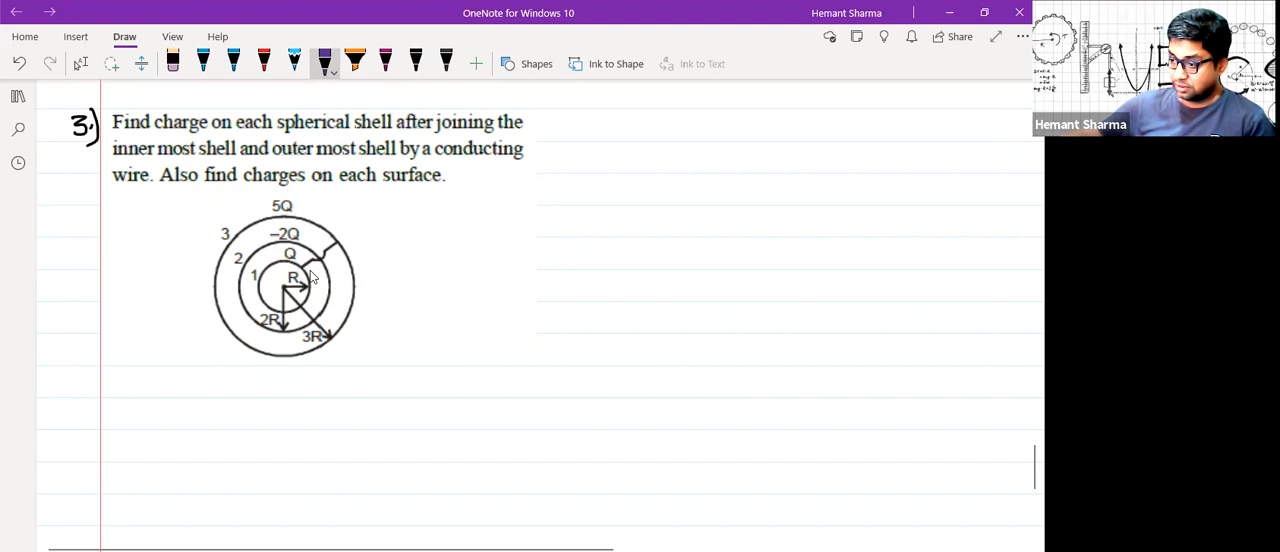 OneNote for Windows 10
Hemant Sharma
Home Insert Draw View Help
Share
Shapes Ink to Shape Ink to Text
Hemant Sharma
3.) Find charge on each spherical shell after joining the
inner most shell and outer most shell by a conducting
wire. Also find charges on each surface.
5Q
3 -2Q
2 Q
1 R
2R
3R